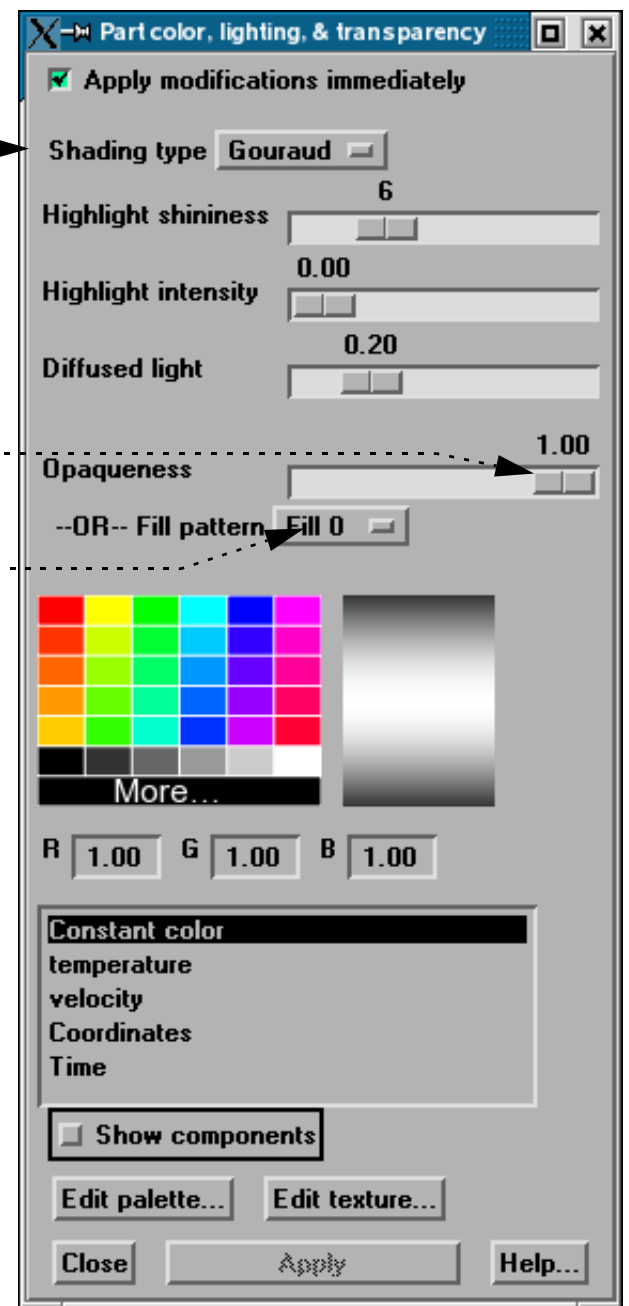 Part color, lighting, & transparency
Apply modifications immediately
Shading type Gouraud
6
Highlight shininess
0.00
Highlight intensity
0.20
Diffused light
1.00
Opaqueness
--OR-- Fill pattern Fill 0
More...
R 1.00 G 1.00 B 1.00
Constant color
temperature
velocity
Coordinates
Time
Show components
Edit palette... Edit texture...
Close Apply Help...